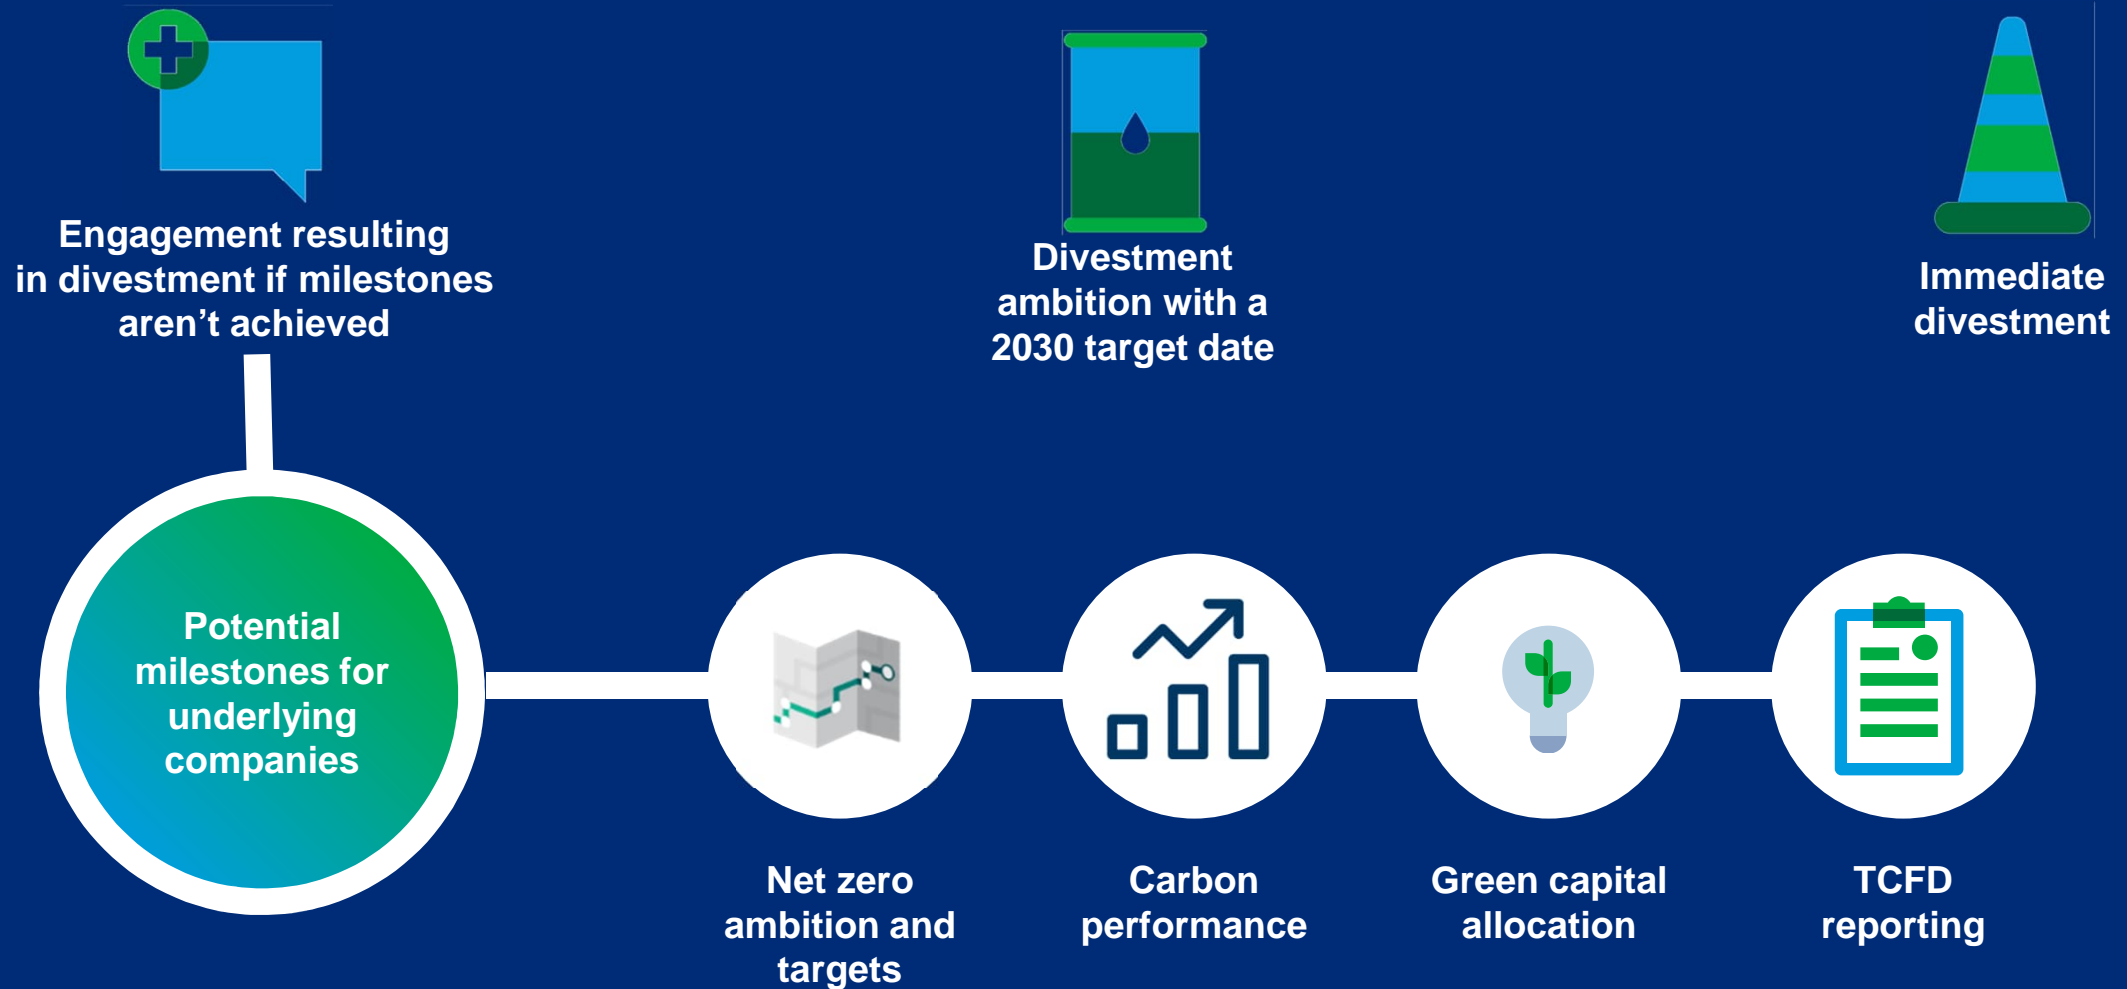 Engagement resulting
in divestment if milestones
aren’t achieved
Divestment
ambition with a
2030 target date
Immediate
divestment
Potential
milestones for
underlying
companies
Net zero
ambition and
targets
Carbon
performance
Green capital
allocation
TCFD
reporting